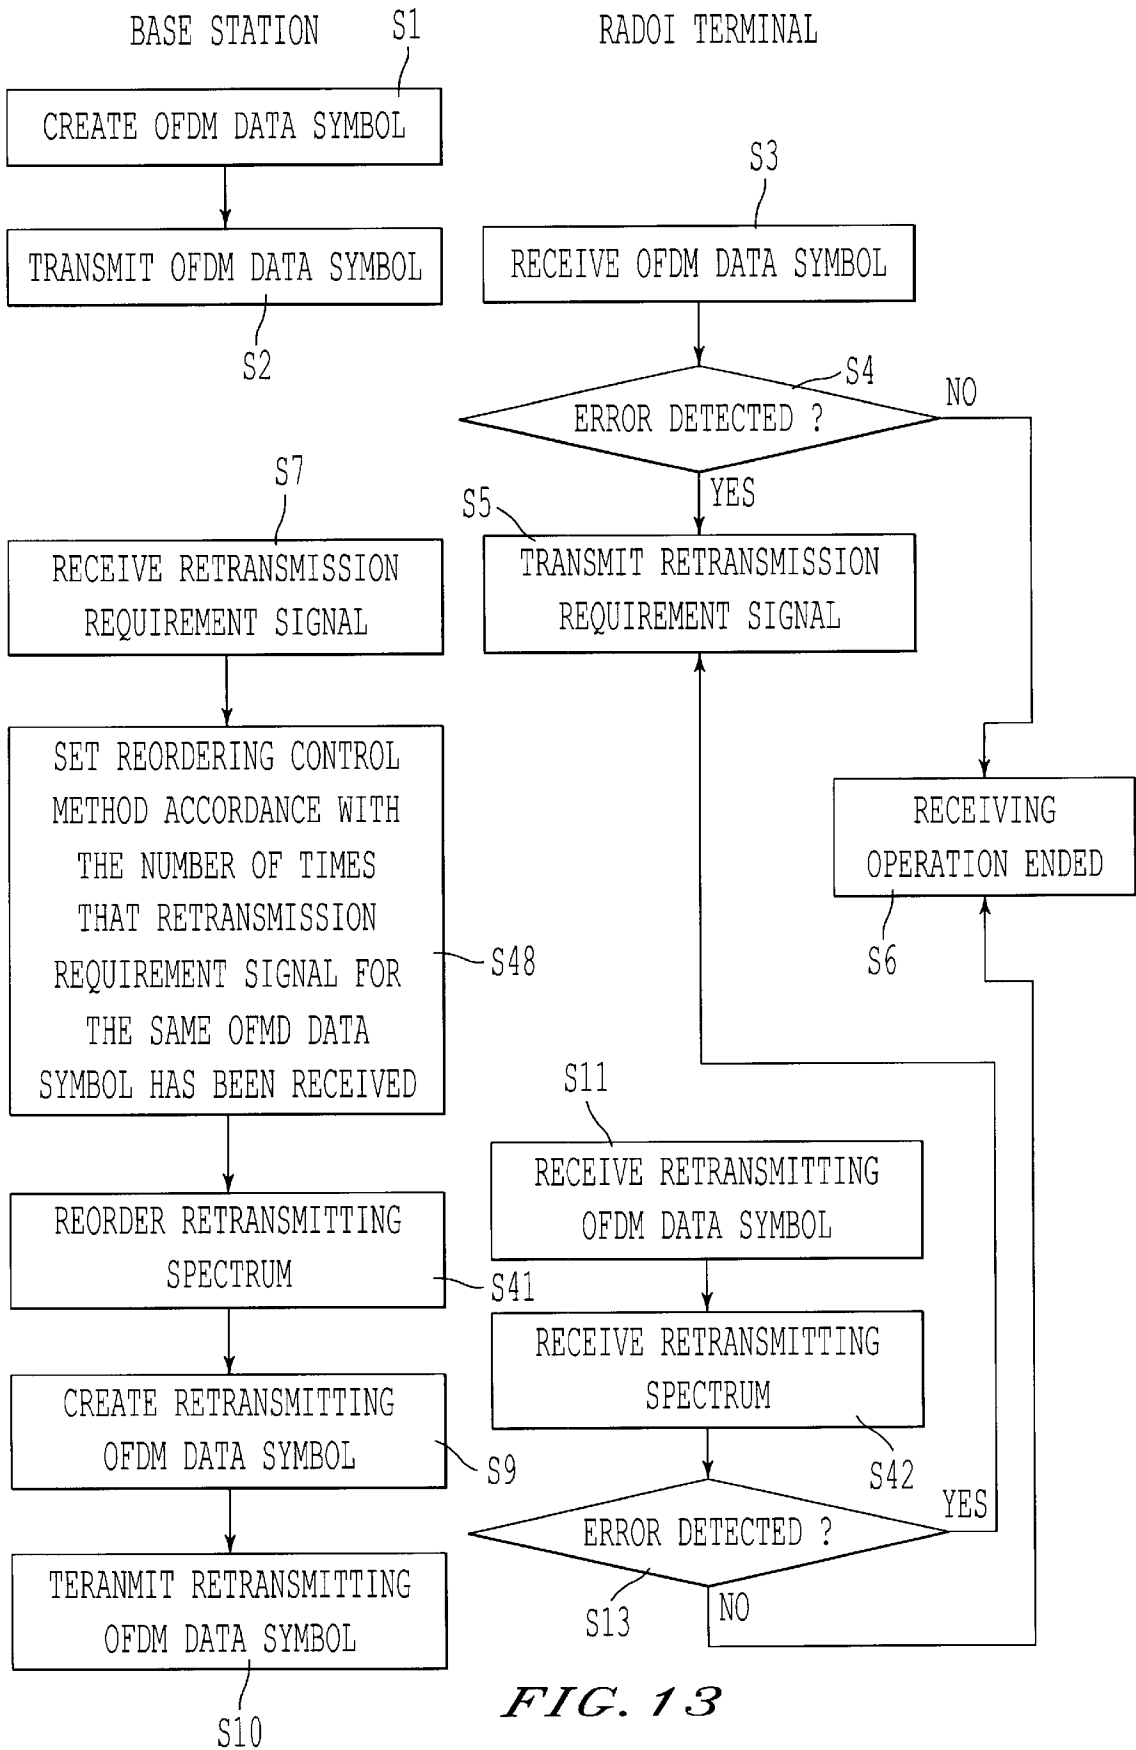 BASE STATION
S1
CREATE OFDM DATA SYMBOL
TRANSMIT OFDM DATA SYMBOL
S2
S7
RECEIVE RETRANSMISSION
REQUIREMENT SIGNAL
SET REORDERING CONTROL
METHOD ACCORDANCE WITH
THE NUMBER OF TIMES
THAT RETRANSMISSION
REQUIREMENT SIGNAL FOR
THE SAME OFMD DATA
SYMBOL HAS BEEN RECEIVED
S48
REORDER RETRANSMITTING
SPECTRUM
S41
CREATE RETRANSMITTING
OFDM DATA SYMBOL
S9
TERANMIT RETRANSMITTING
OFDM DATA SYMBOL
S10
RADOI TERMINAL
S3
RECEIVE OFDM DATA SYMBOL
S4
ERROR DETECTED ?
NO
YES
S5
TRANSMIT RETRANSMISSION
REQUIREMENT SIGNAL
RECEIVING
OPERATION ENDED
S6
S11
RECEIVE RETRANSMITTING
OFDM DATA SYMBOL
RECEIVE RETRANSMITTING
SPECTRUM
S42
ERROR DETECTED ?
YES
S13
NO
FIG. 13